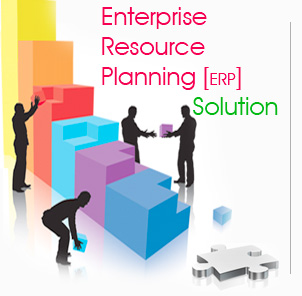 Enterprise
Resource
Planning [ERP]
Solution